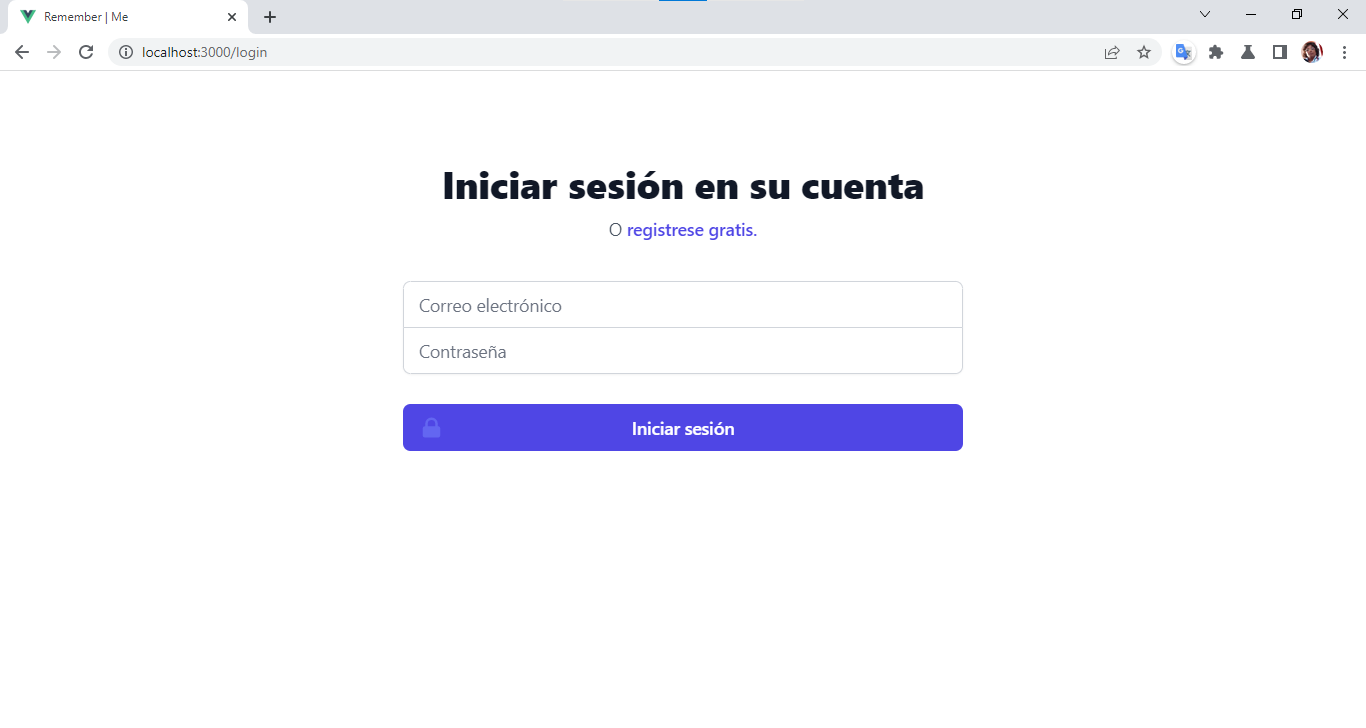 Remember | Me
localhost:3000/login
Iniciar sesión en su cuenta
O registrese gratis.
Correo electrónico
Contraseña
Iniciar sesión